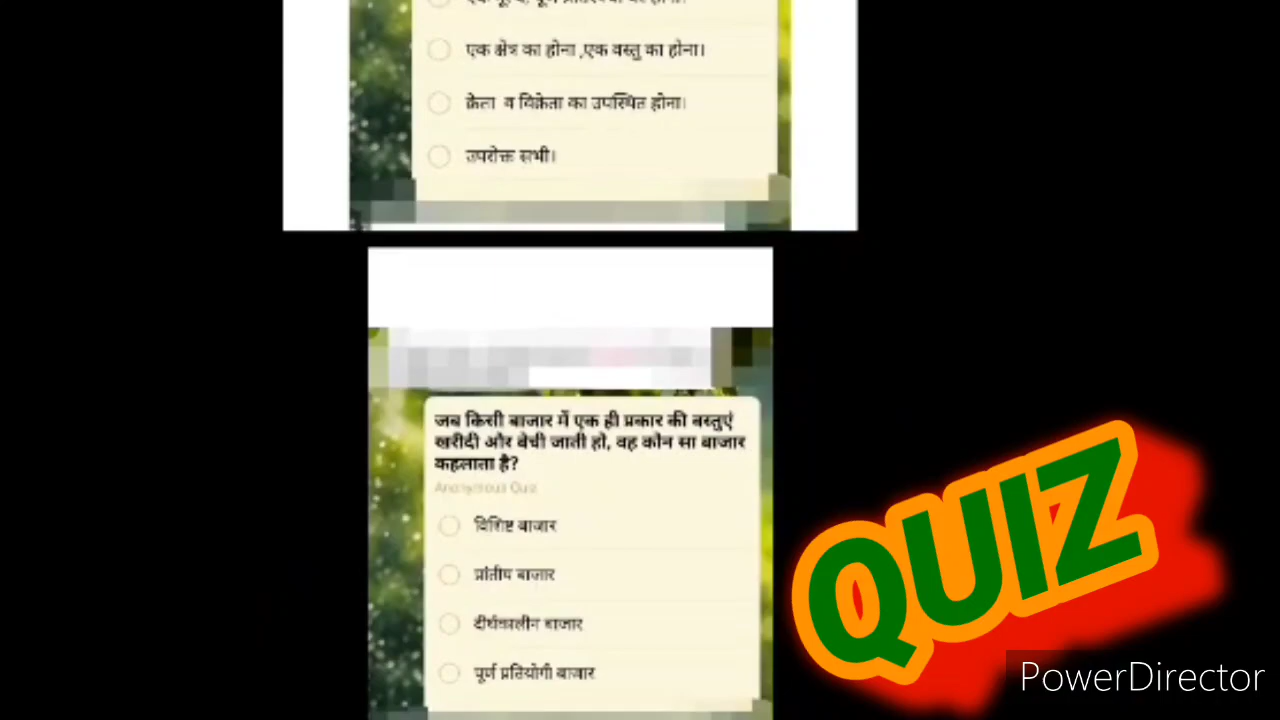 एक क्षेत्र का होना ,एक वस्तु का होना।
क्रेता व विक्रेता का उपस्थित होना।
उपरोक्त सभी।
जब किसी बाजार में एक ही प्रकार की वस्तुएं
खरीदी और बेची जाती हो, वह कौन सा बाजार
कहलाता है?
Anonymous Quiz
विशिष्ट बाजार
प्रांतीय बाजार
दीर्घकालीन बाजार
पूर्ण प्रतियोगी बाजार
QUIZ
PowerDirector